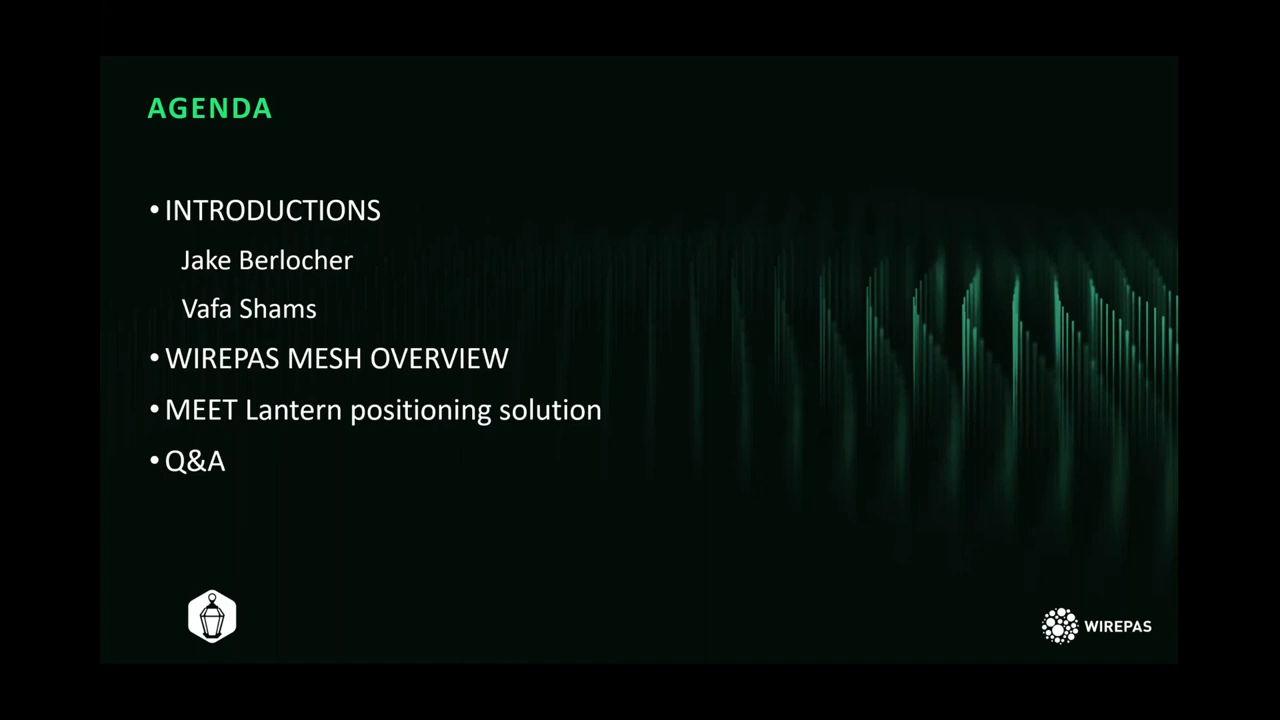 AGENDA
• INTRODUCTIONS
Jake Berlocher
Vafa Shams
• WIREPAS MESH OVERVIEW
• MEET Lantern positioning solution
• Q&A
WIREPAS